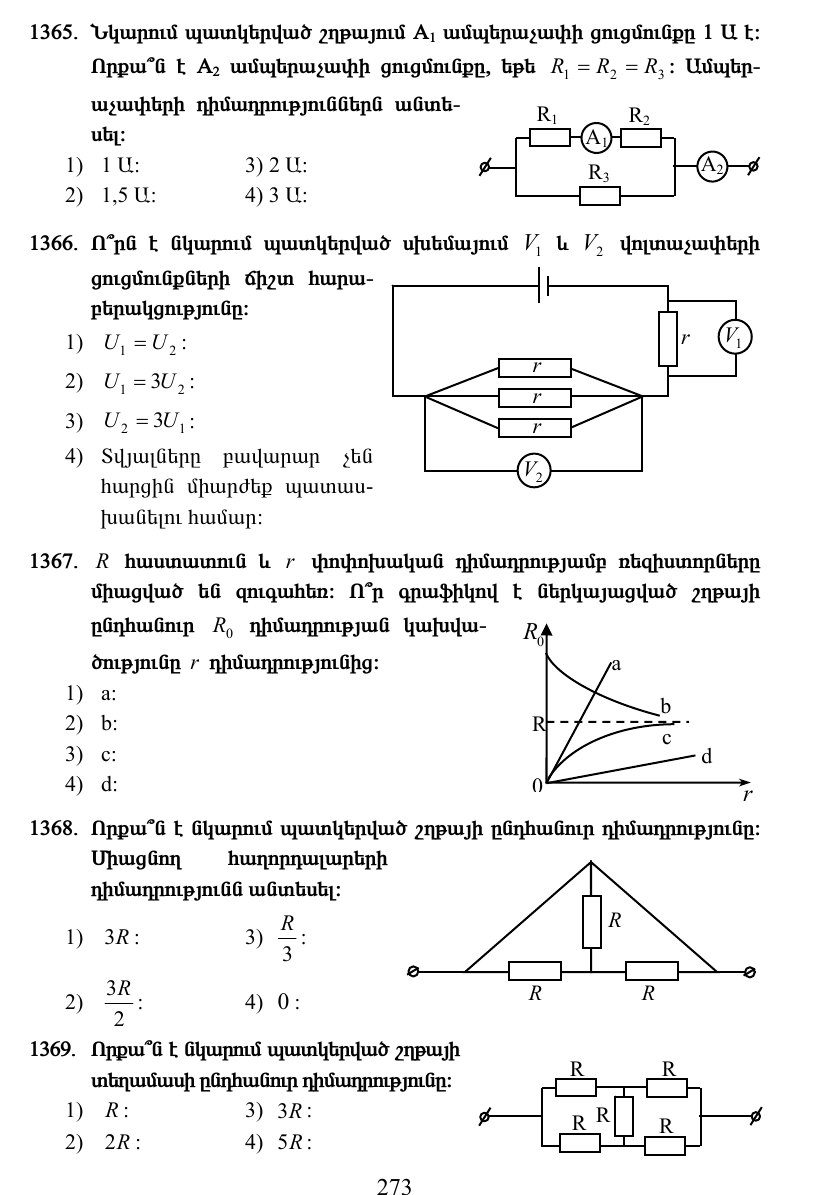 1365. Նկարում պատկերված շղթայում A₁ ամպերաչափի ցուցմունքը 1 Ա է:
Որքա՞ն է A₂ ամպերաչափի ցուցմունքը, եթե R₁ = R₂ = R₃ : Ամպեր-
աչափերի դիմադրություններն անտե-
սել:
1) 1 Ա: 3) 2 Ա:
2) 1,5 Ա: 4) 3 Ա:
R₁ A₁ R₂
R₃ A₂
1366. Ո՞րն է նկարում պատկերված սխեմայում V₁ և V₂ վոլտաչափերի
ցուցմունքների ճիշտ հարա-
բերակցությունը:
1) U₁ = U₂ :
2) U₁ = 3U₂ :
3) U₂ = 3U₁ :
4) Տվյալները բավարար չեն
հարցին միարժեք պատաս-
խանելու համար:
r V₁
r
r
r
V₂
1367. R հաստատուն և r փոփոխական դիմադրությամբ ռեզիստորները
միացված են զուգահեռ: Ո՞ր գրաֆիկով է ներկայացված շղթայի
ընդհանուր R₀ դիմադրության կախվա-
ծությունը r դիմադրությունից:
1) a:
2) b:
3) c:
4) d:
R₀
a
b
R
c
d
0
r
1368. Որքա՞ն է նկարում պատկերված շղթայի ընդհանուր դիմադրությունը:
Միացնող հաղորդալարերի
դիմադրությունն անտեսել:
1) 3R : 3) R/3 :
2) 3R/2 : 4) 0 :
R
R R
1369. Որքա՞ն է նկարում պատկերված շղթայի
տեղամասի ընդհանուր դիմադրությունը:
1) R : 3) 3R :
2) 2R : 4) 5R :
R R
R R R
273